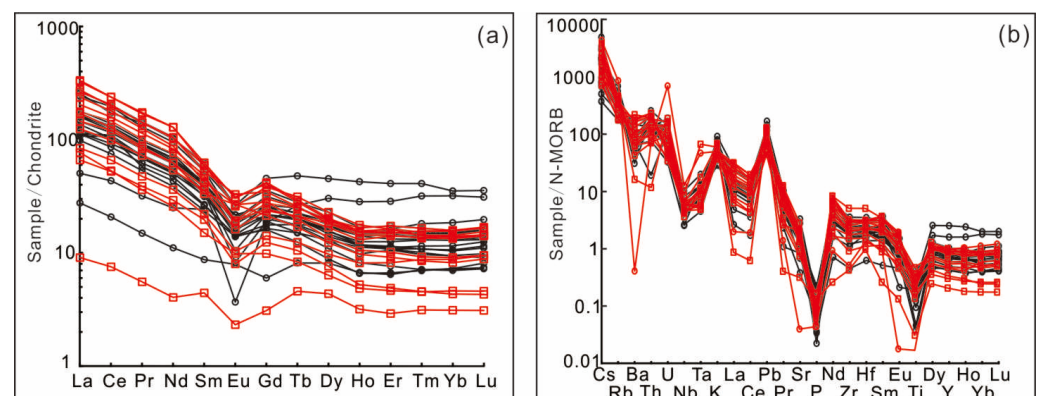 1000
100
10
1
Sample/Chondrite
(a)
La Ce Pr Nd Sm Eu Gd Tb Dy Ho Er Tm Yb Lu
10000
1000
100
10
1
0.1
0.01
Sample/N-MORB
(b)
Cs Ba U Ta La Pb Sr Nd Hf Eu Dy Ho Lu
Rb Th Nb K Ce Pr P Zr Sm Ti Y Yb